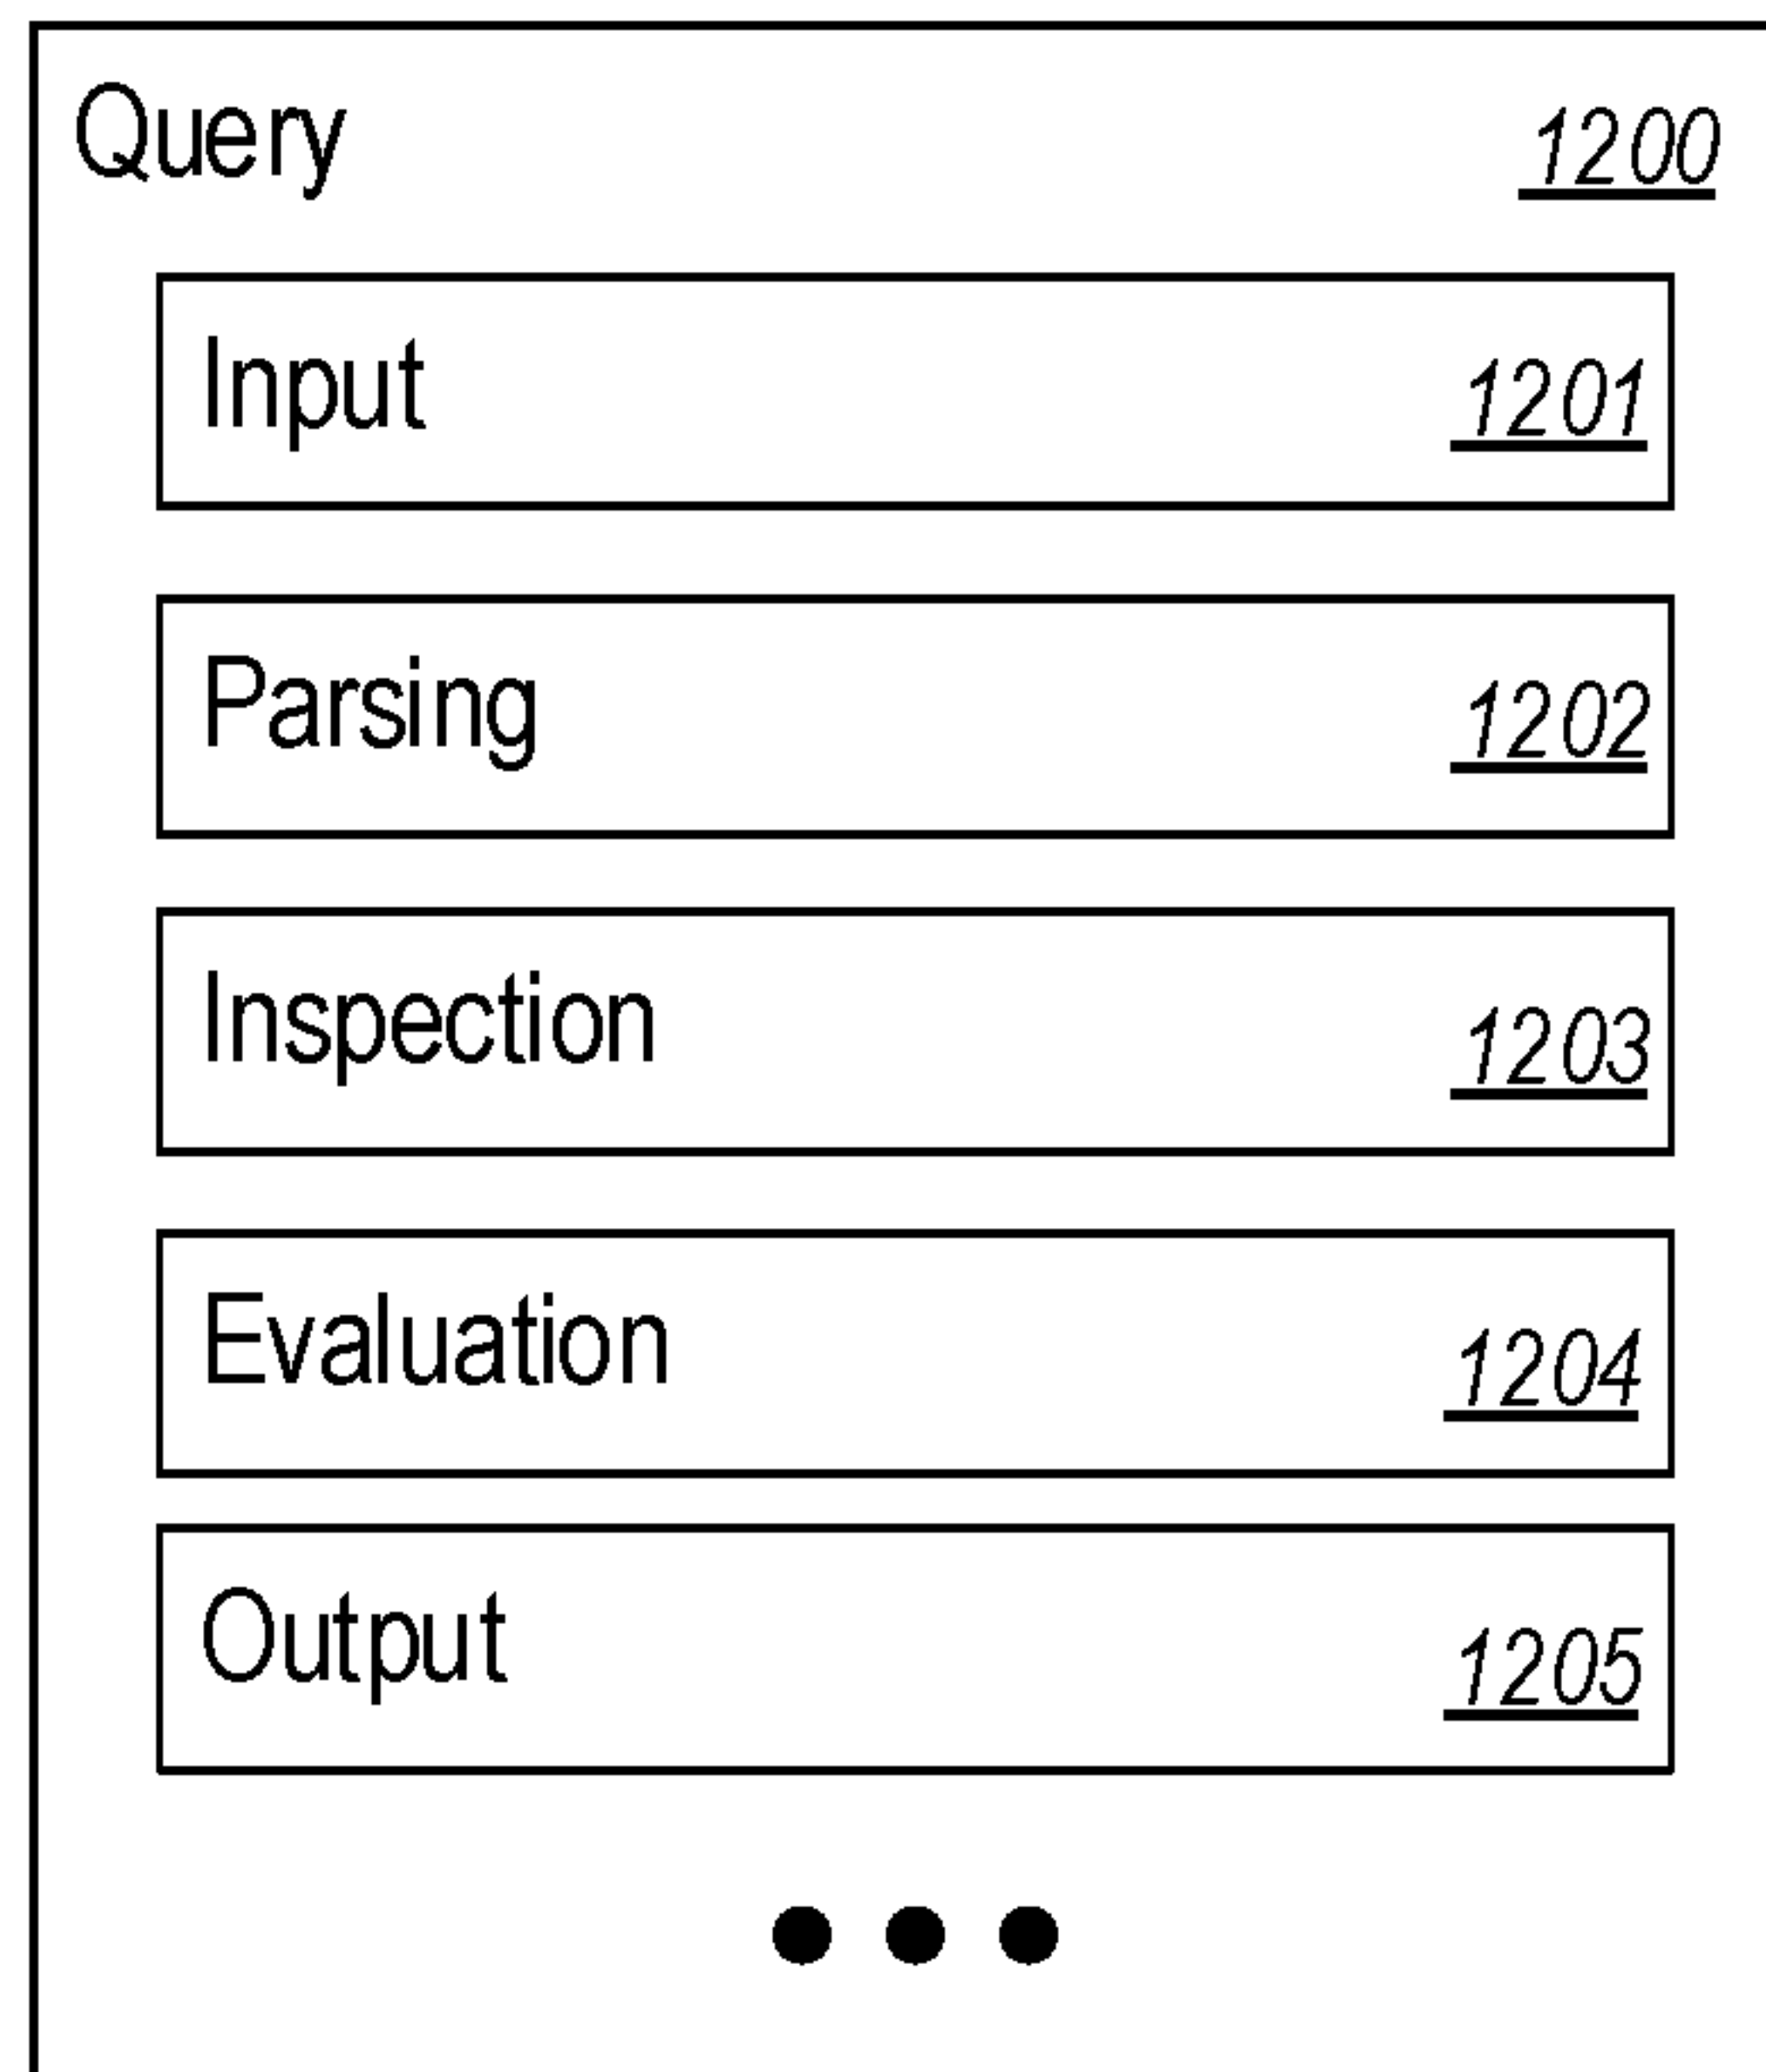 Query 1200
Input 1201
Parsing 1202
Inspection 1203
Evaluation 1204
Output 1205